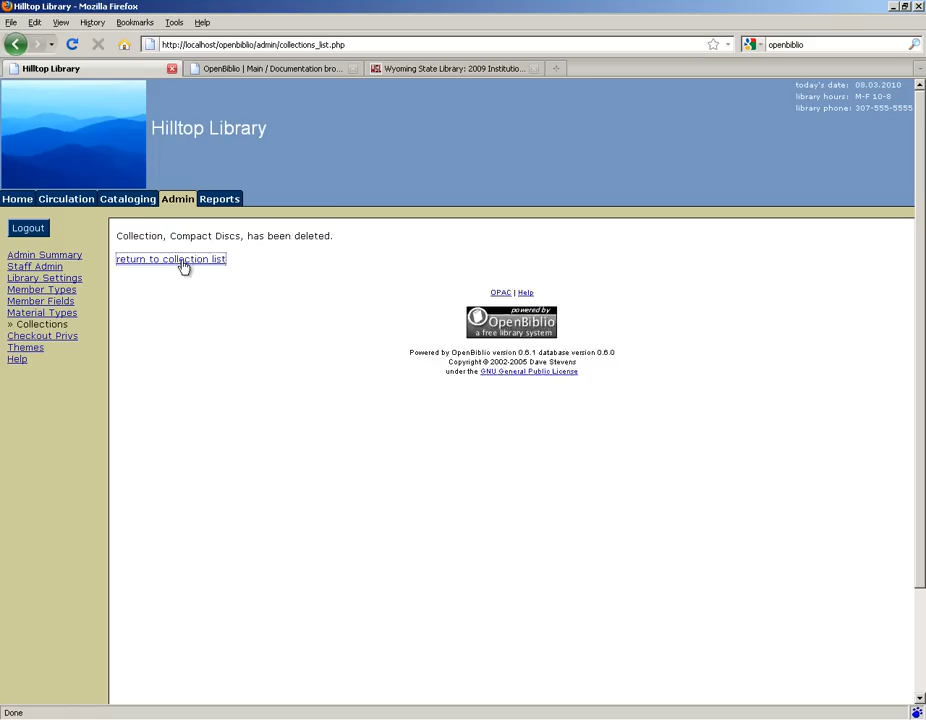 Hilltop Library - Mozilla Firefox
File Edit View History Bookmarks Tools Help
http://localhost/openbiblio/admin/collections_list.php
openbiblio
Hilltop Library
OpenBiblio | Main / Documentation bro...
Wyoming State Library: 2009 Institutio...
today's date: 08.03.2010
library hours: M-F 10-8
library phone: 307-555-5555
Hilltop Library
Home Circulation Cataloging Admin Reports
Logout
Admin Summary
Staff Admin
Library Settings
Member Types
Member Fields
Material Types
» Collections
Checkout Privs
Themes
Help
Collection, Compact Discs, has been deleted.
return to collection list
OPAC | Help
powered by
OpenBiblio
a free library system
Powered by OpenBiblio version 0.6.1 database version 0.6.0
Copyright © 2002-2005 Dave Stevens
under the GNU General Public License
Done